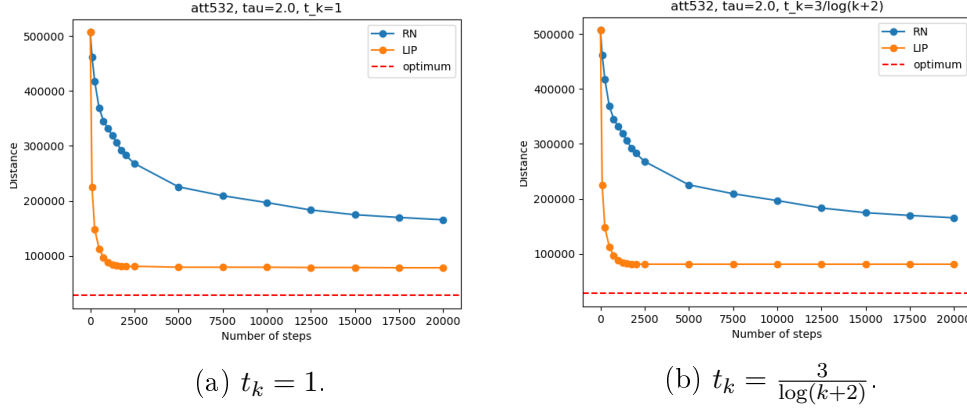 att532, tau=2.0, t_k=1
500000
400000
300000
200000
100000
Distance
0
2500
5000
7500
10000
12500
15000
17500
20000
Number of steps
RN
LIP
optimum
(a) t_k = 1.
att532, tau=2.0, t_k=3/log(k+2)
500000
400000
300000
200000
100000
Distance
0
2500
5000
7500
10000
12500
15000
17500
20000
Number of steps
RN
LIP
optimum
(b) t_k = 3/log(k+2).